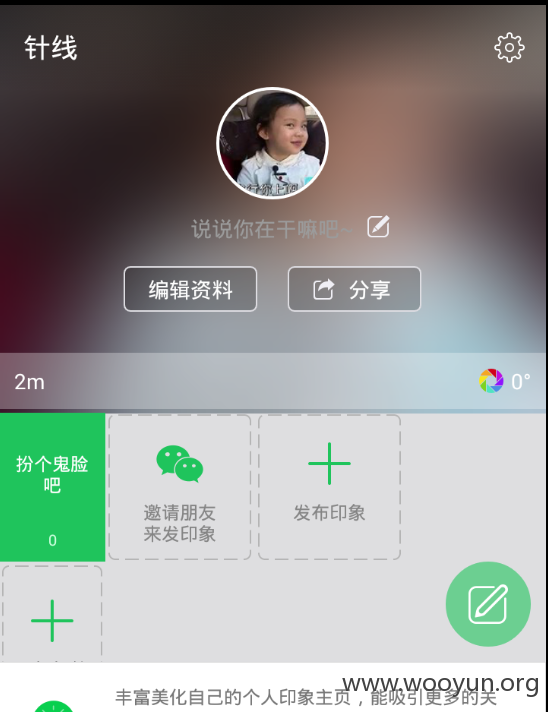 针线
说说你在干嘛吧~
编辑资料
分享
2m
0°
扮个鬼脸
吧
0
邀请朋友
来发印象
发布印象
丰富美化自己的个人印象主页，能吸引更多的关
www.wooyun.org